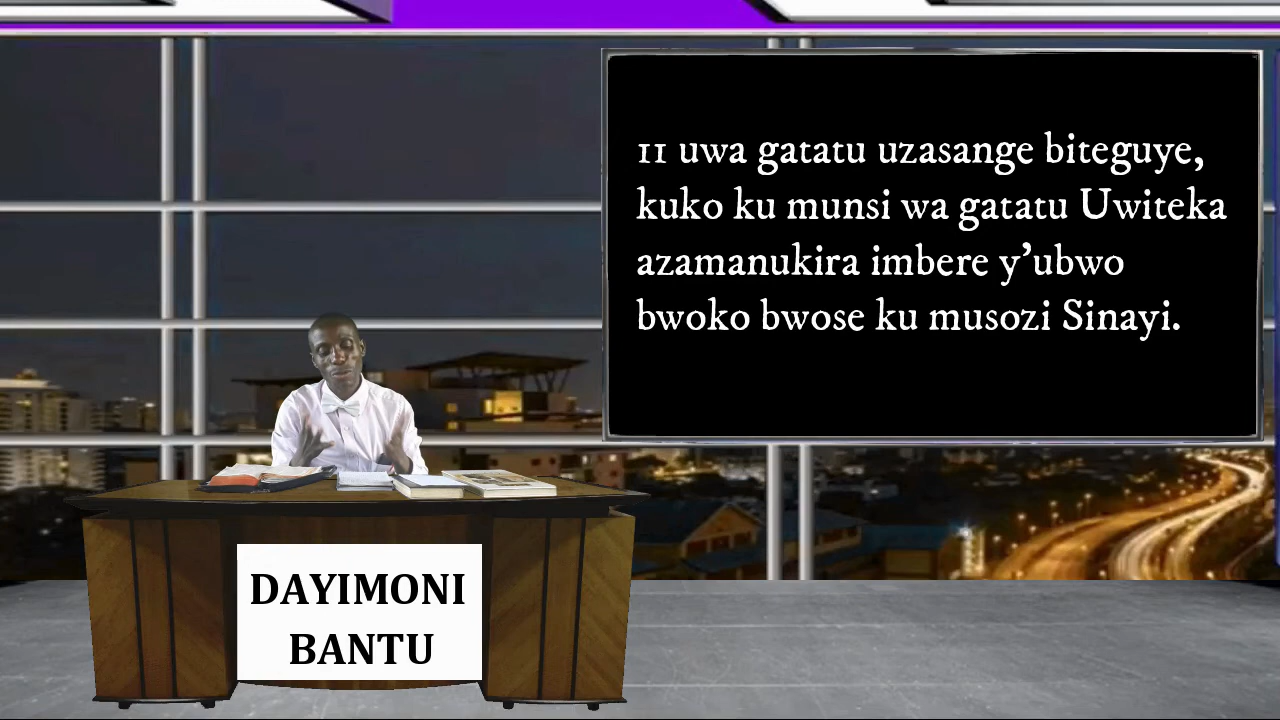 11 uwa gatatu uzasange biteguye,
kuko ku munsi wa gatatu Uwiteka
azamanukira imbere y’ubwo
bwoko bwose ku musozi Sinayi.
DAYIMONI
BANTU